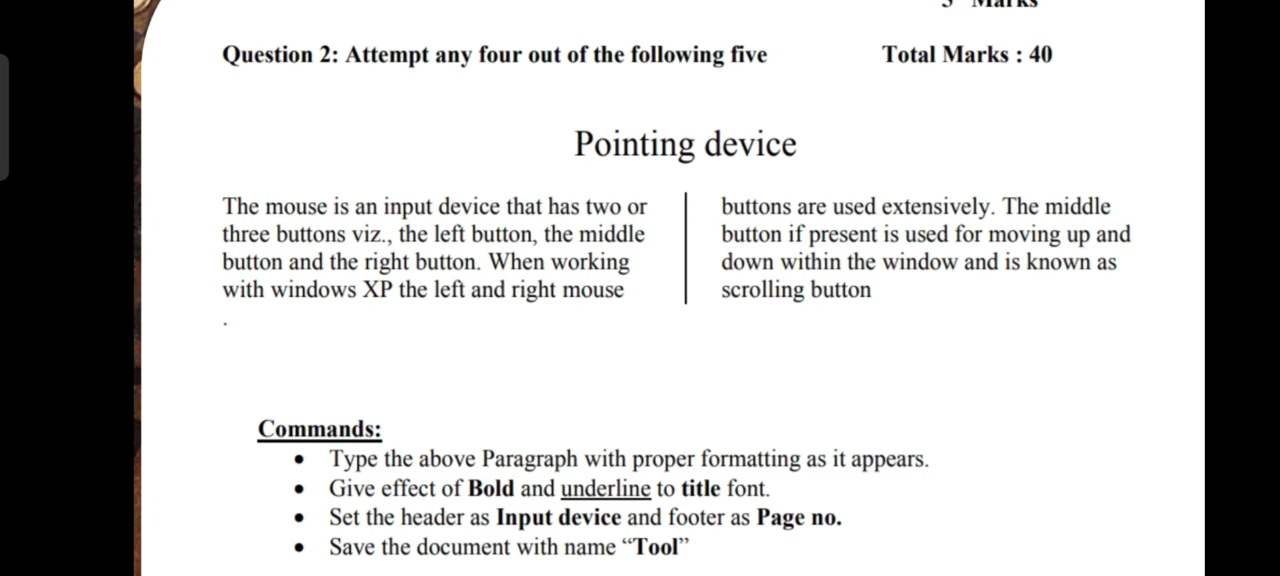 Question 2: Attempt any four out of the following five
Total Marks : 40
Pointing device
The mouse is an input device that has two or
three buttons viz., the left button, the middle
button and the right button. When working
with windows XP the left and right mouse
.
buttons are used extensively. The middle
button if present is used for moving up and
down within the window and is known as
scrolling button
Commands:
• Type the above Paragraph with proper formatting as it appears.
• Give effect of Bold and underline to title font.
• Set the header as Input device and footer as Page no.
• Save the document with name “Tool”